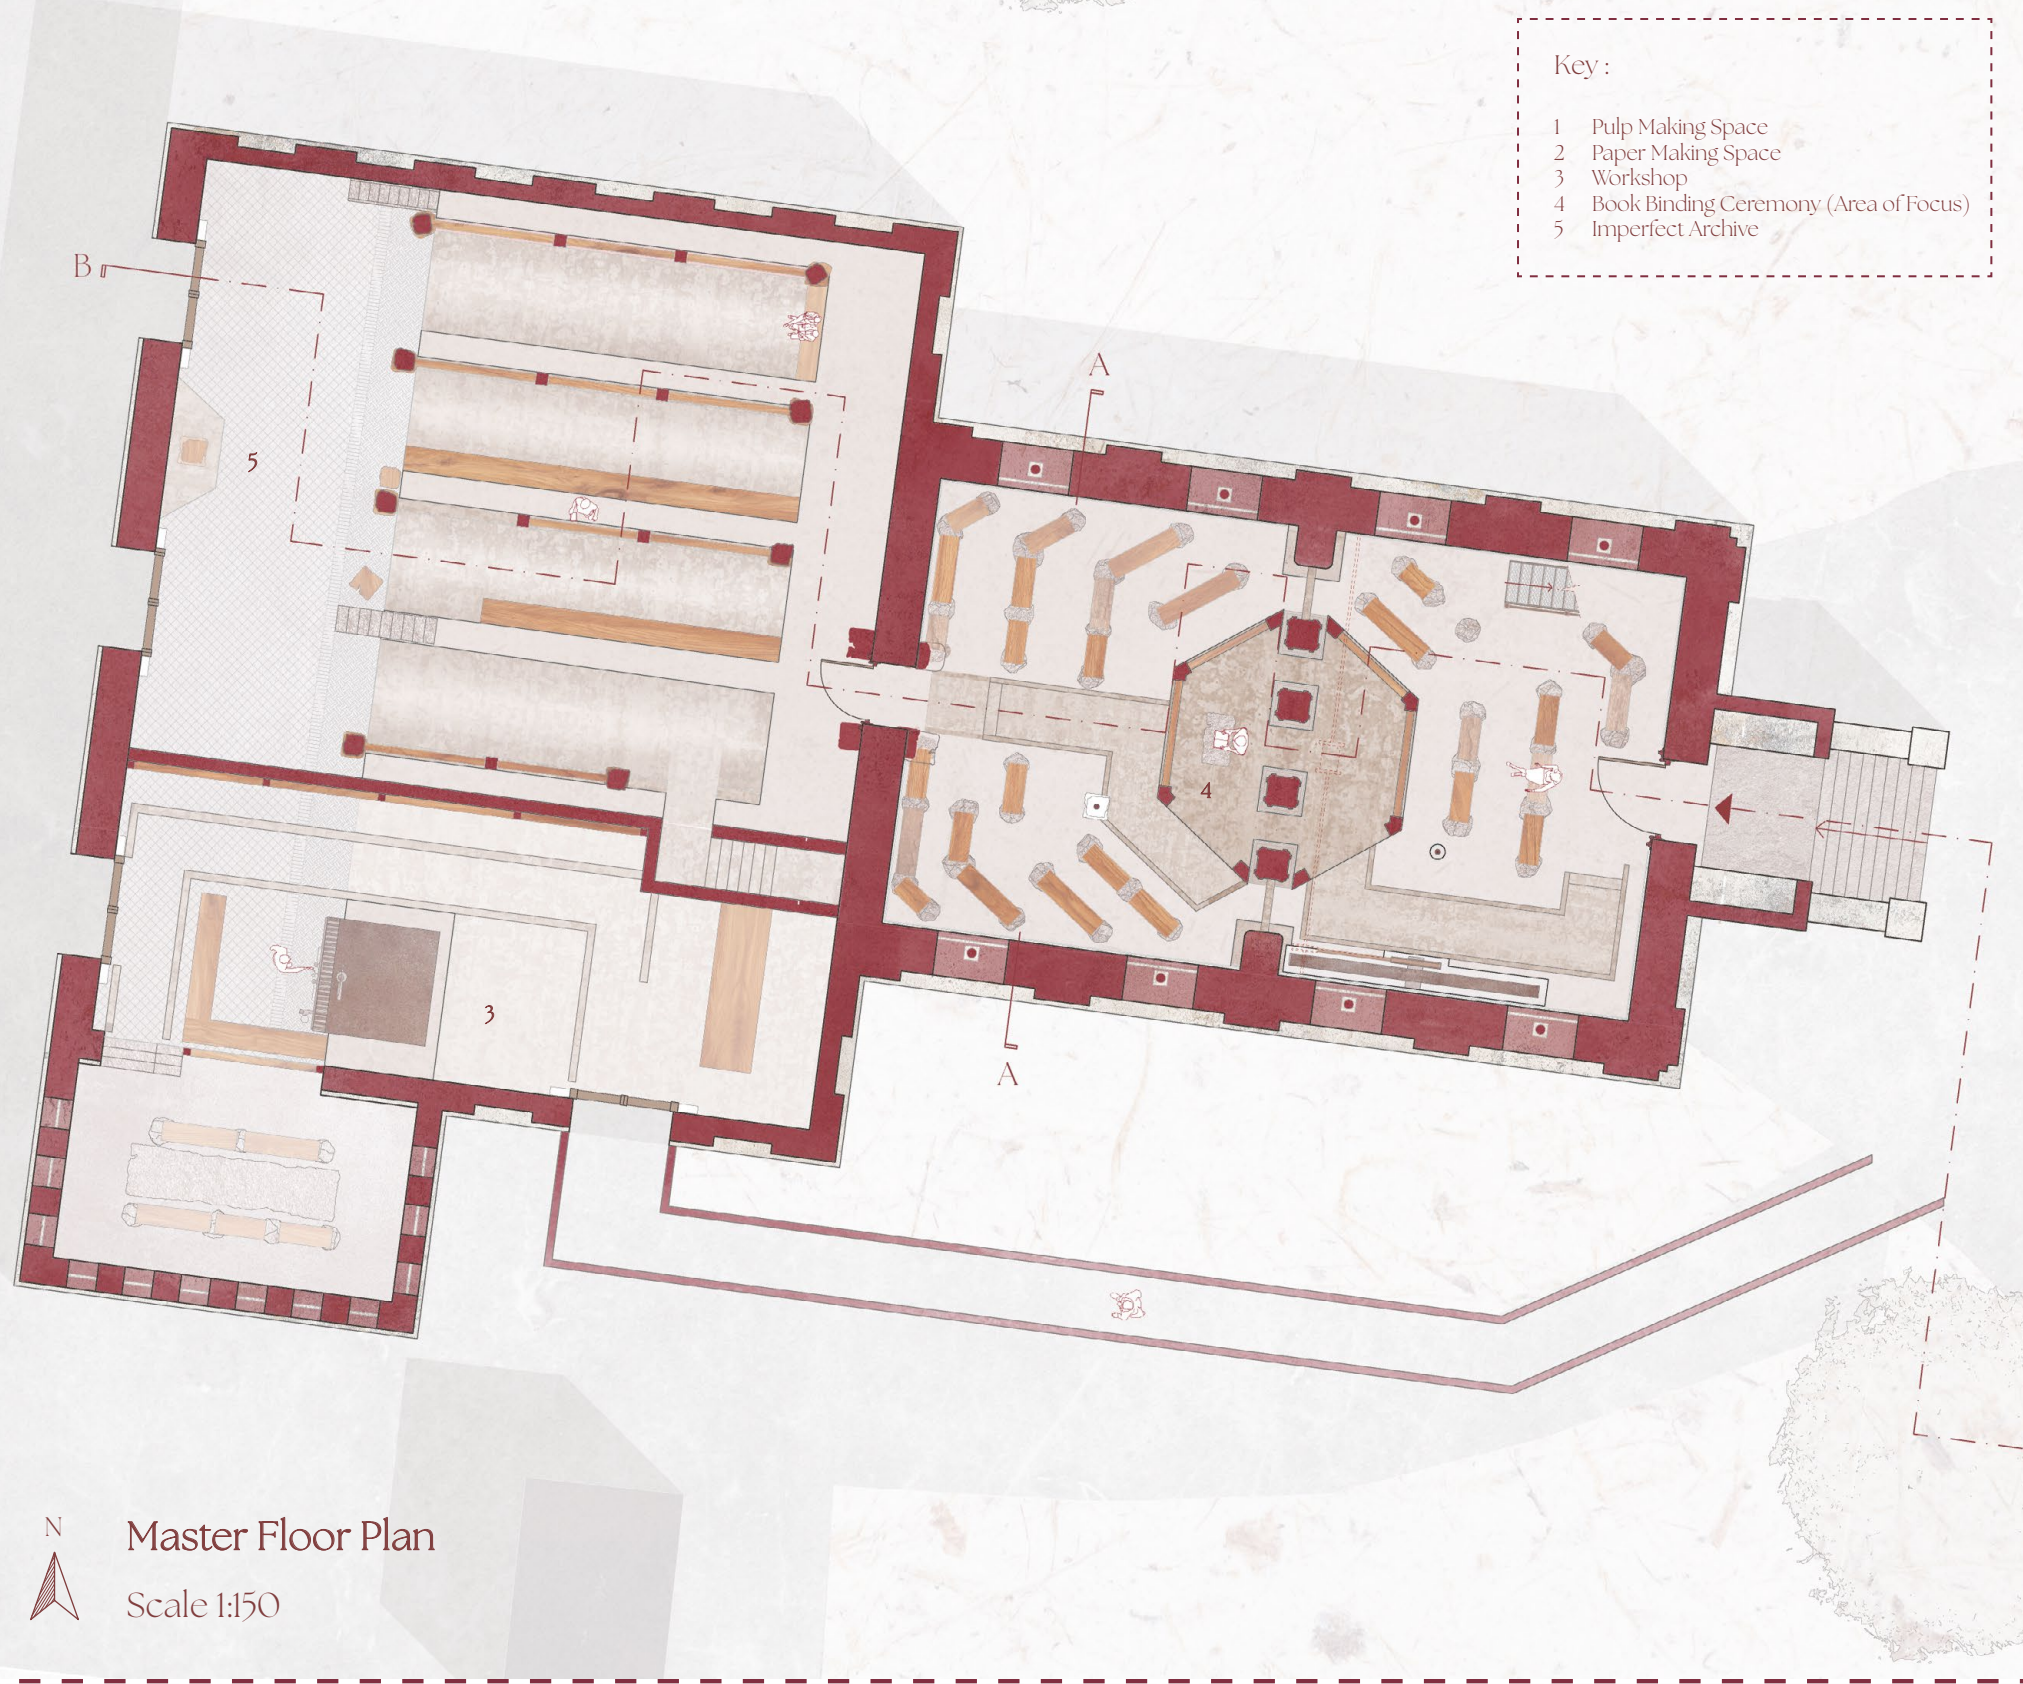 Key :
1 Pulp Making Space
2 Paper Making Space
3 Workshop
4 Book Binding Ceremony (Area of Focus)
5 Imperfect Archive
B
A
5
4
3
A
N
Master Floor Plan
Scale 1:150